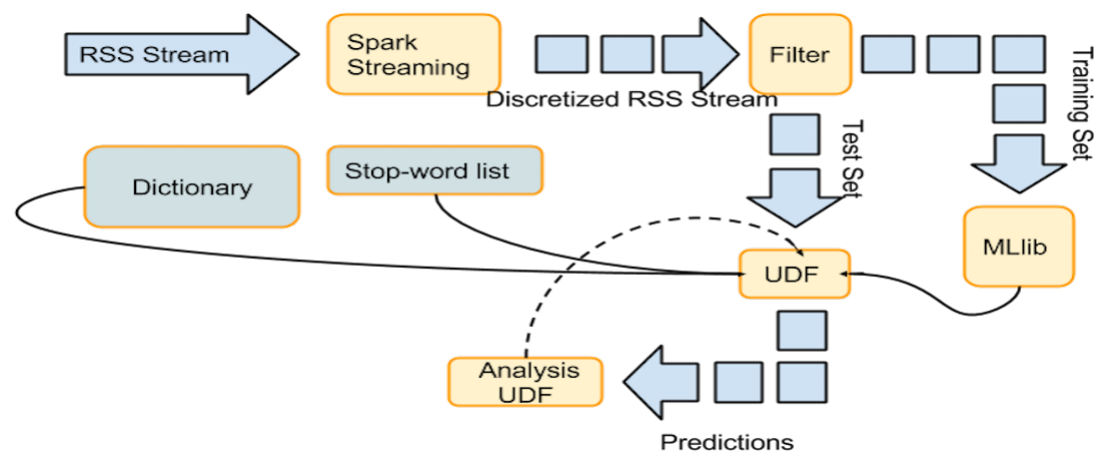 RSS Stream
Spark
Streaming
Filter
Discretized RSS Stream
Training Set
Test Set
Dictionary
Stop-word list
MLlib
UDF
Analysis
UDF
Predictions